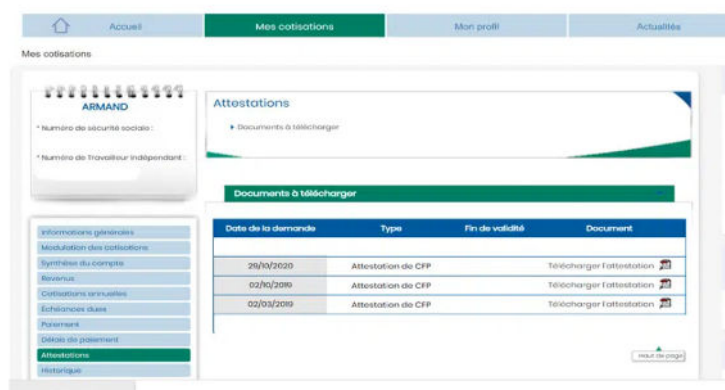 Accueil
Mes cotisations
Mon profil
Actualités
Mes cotisations
ARMAND
* Numéro de sécurité sociale :
* Numéro de Travailleur Indépendant :
Informations générales
Modulation des cotisations
Synthèse du compte
Revenus
Cotisations annuelles
Echéances dues
Paiement
Délais de paiement
Attestations
Historique
Attestations
Documents à télécharger
Documents à télécharger
Date de la demande Type Fin de validité Document
29/10/2020 Attestation de CFP Télécharger l'attestation
02/10/2019 Attestation de CFP Télécharger l'attestation
02/03/2019 Attestation de CFP Télécharger l'attestation
Haut de page